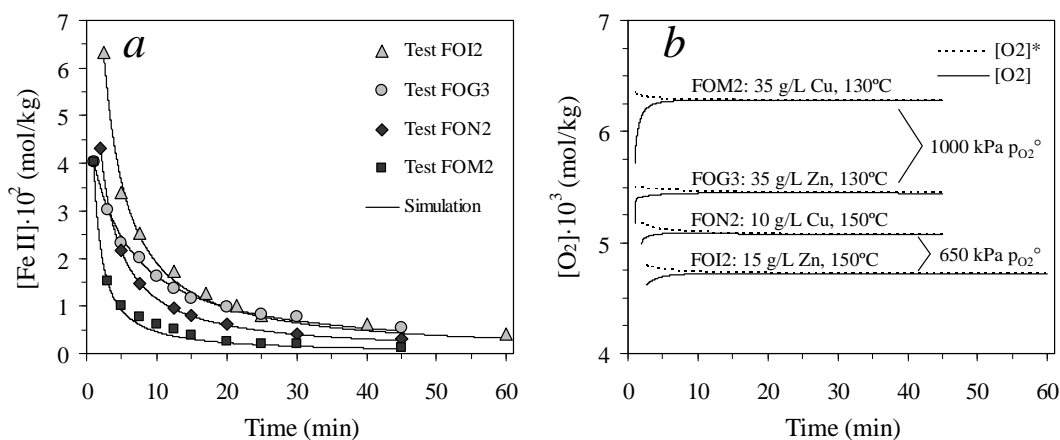 a
7
6
5
4
3
2
1
0
[Fe II]·10² (mol/kg)
Test FOI2
Test FOG3
Test FON2
Test FOM2
Simulation
0 10 20 30 40 50 60
Time (min)
b
7
6
5
4
[O₂]·10³ (mol/kg)
[O2]*
[O2]
FOM2: 35 g/L Cu, 130ºC
1000 kPa pO₂°
FOG3: 35 g/L Zn, 130ºC
FON2: 10 g/L Cu, 150ºC
650 kPa pO₂°
FOI2: 15 g/L Zn, 150ºC
0 10 20 30 40 50 60
Time (min)